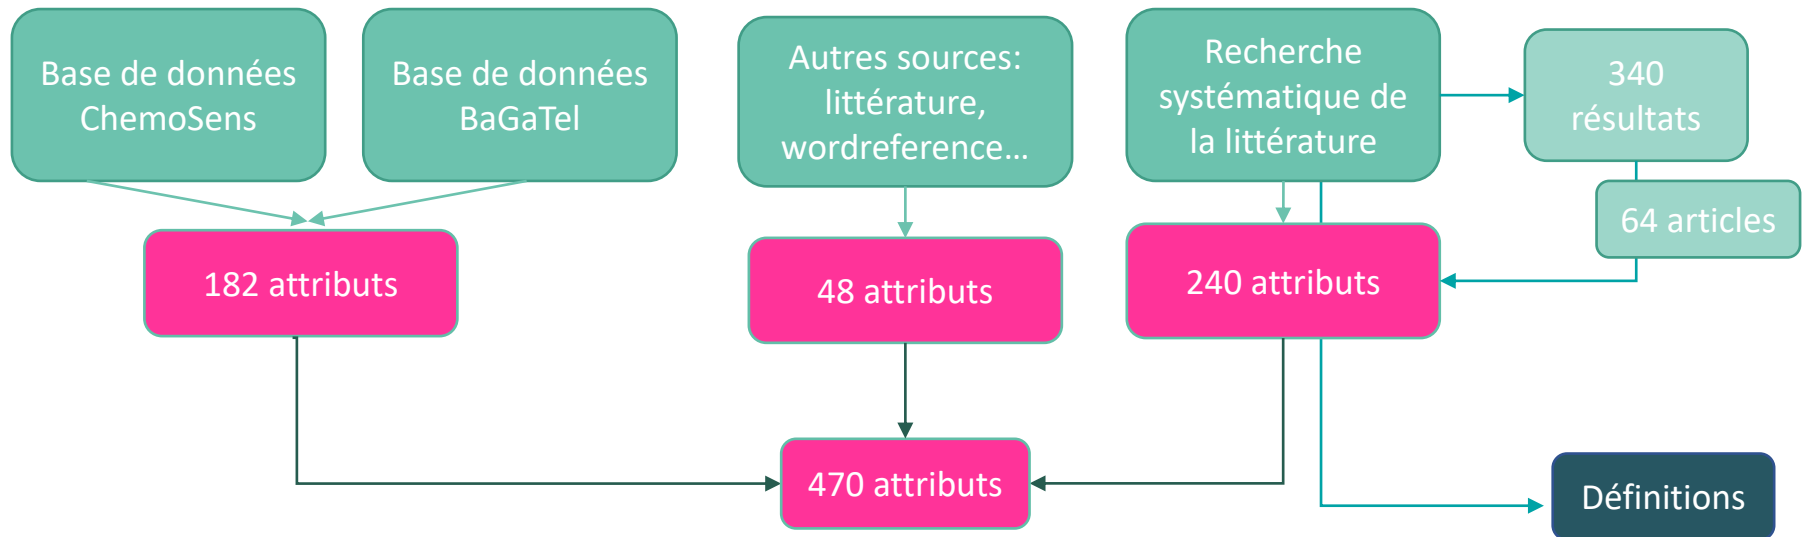 Base de données
ChemoSens
Base de données
BaGaTel
Autres sources:
littérature,
wordreference…
Recherche
systématique de
la littérature
340
résultats
64 articles
182 attributs
48 attributs
240 attributs
470 attributs
Définitions